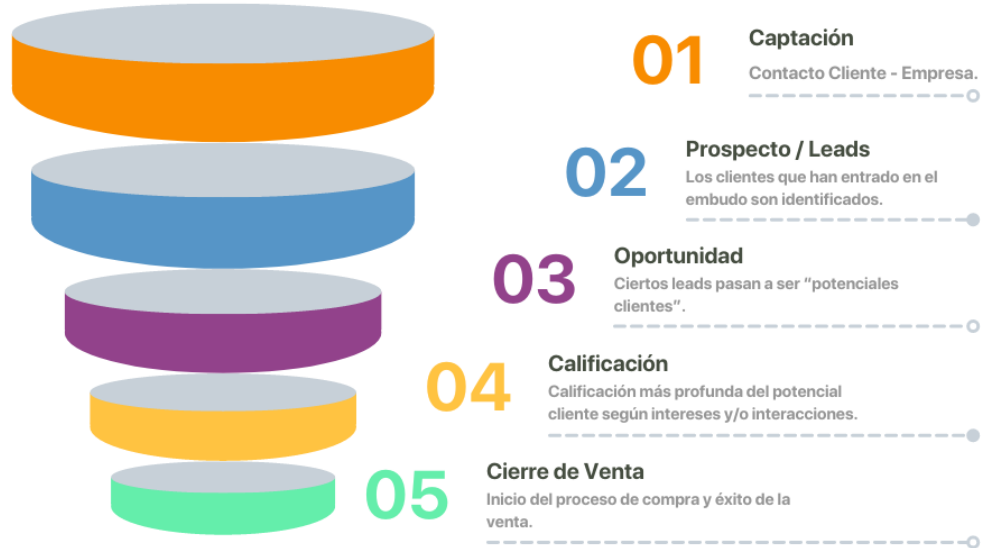 01
Captación
Contacto Cliente - Empresa.
02
Prospecto / Leads
Los clientes que han entrado en el
embudo son identificados.
03
Oportunidad
Ciertos leads pasan a ser "potenciales
clientes".
04
Calificación
Calificación más profunda del potencial
cliente según intereses y/o interacciones.
05
Cierre de Venta
Inicio del proceso de compra y éxito de la
venta.